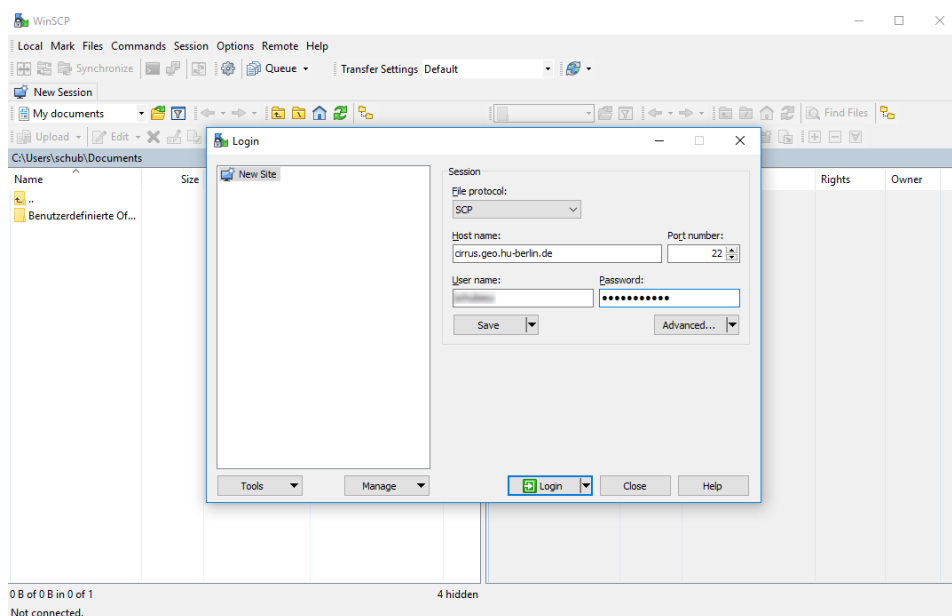 WinSCP
Local Mark Files Commands Session Options Remote Help
Synchronize Queue Transfer Settings Default
New Session
My documents Find Files
Upload Edit
C:\Users\schub\Documents
Name Size Rights Owner
..
Benutzerdefinierte Of...
Login
New Site
Session
File protocol:
SCP
Host name: Port number:
cirrus.geo.hu-berlin.de 22
User name: Password:
•••••••••••
Save Advanced...
Tools Manage Login Close Help
0 B of 0 B in 0 of 1 4 hidden
Not connected.